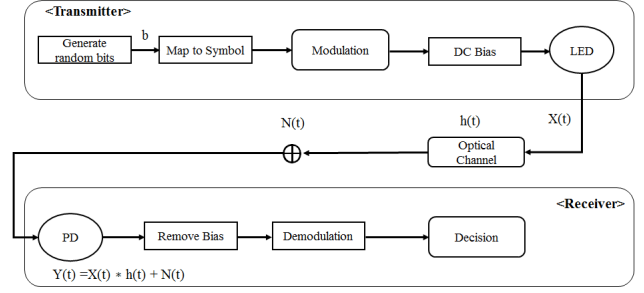 <Transmitter>
Generate
random bits
b
Map to Symbol
Modulation
DC Bias
LED
N(t)
h(t)
X(t)
Optical
Channel
<Receiver>
PD
Remove Bias
Demodulation
Decision
Y(t) =X(t) * h(t) + N(t)